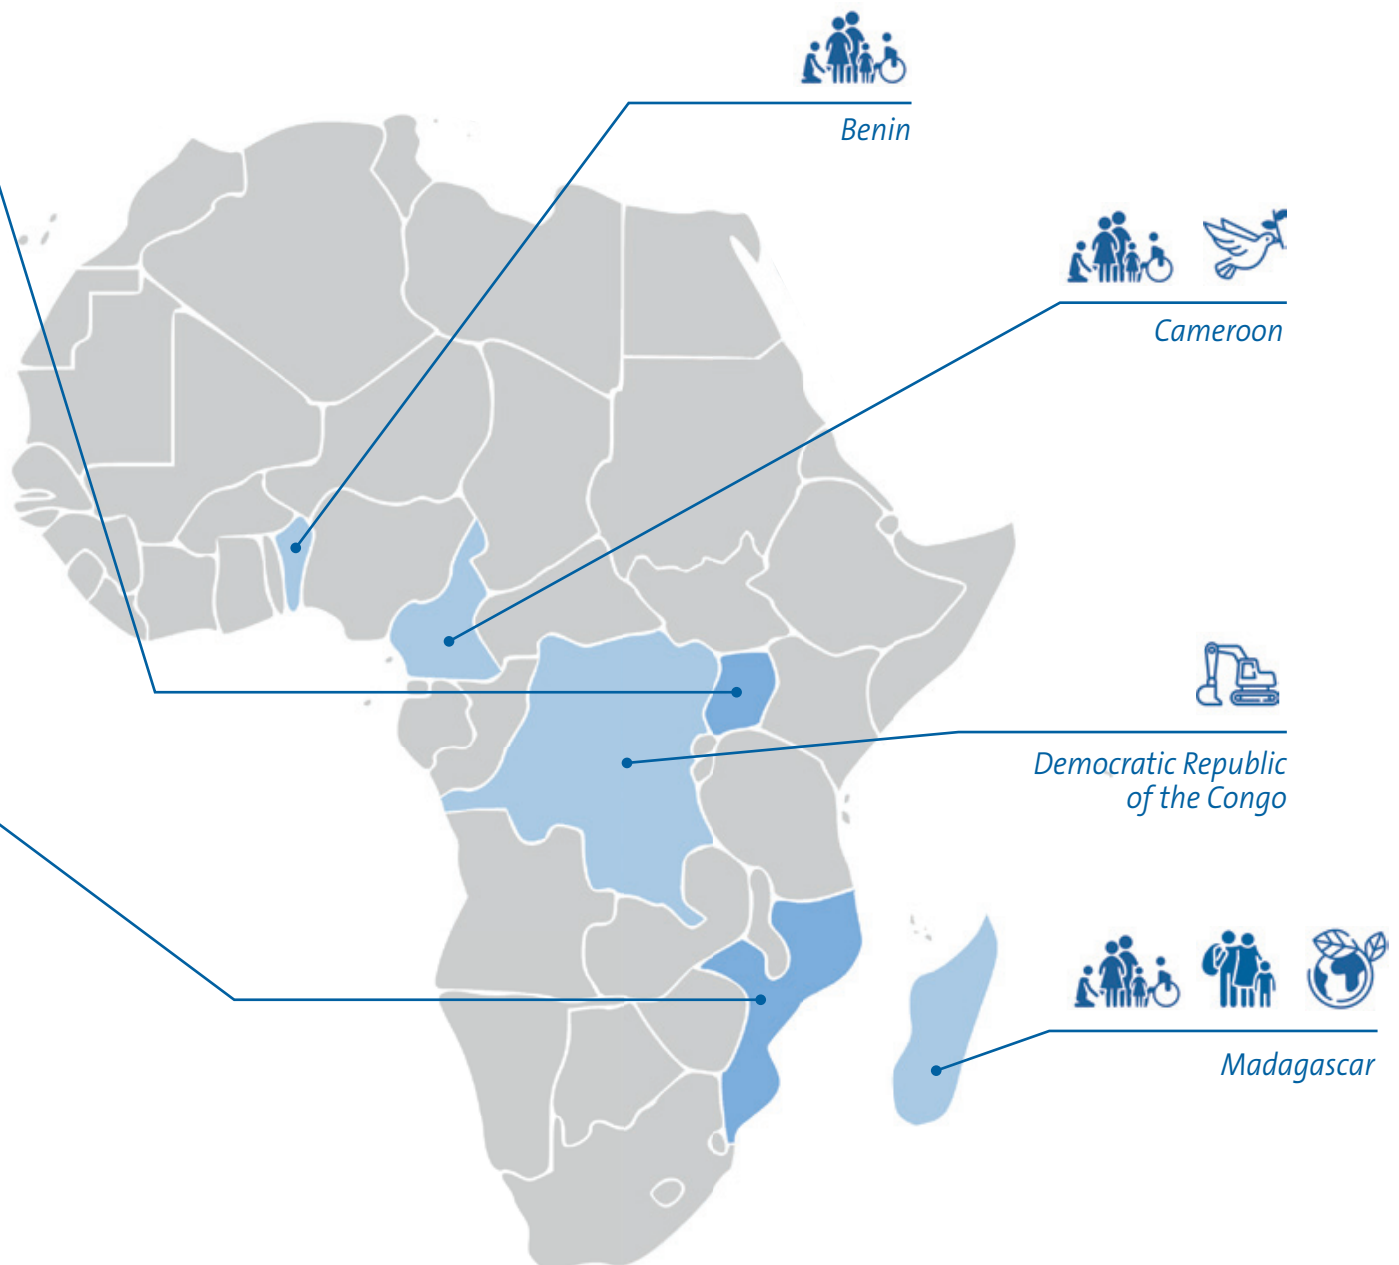 Benin
Cameroon
Democratic Republic
of the Congo
Madagascar